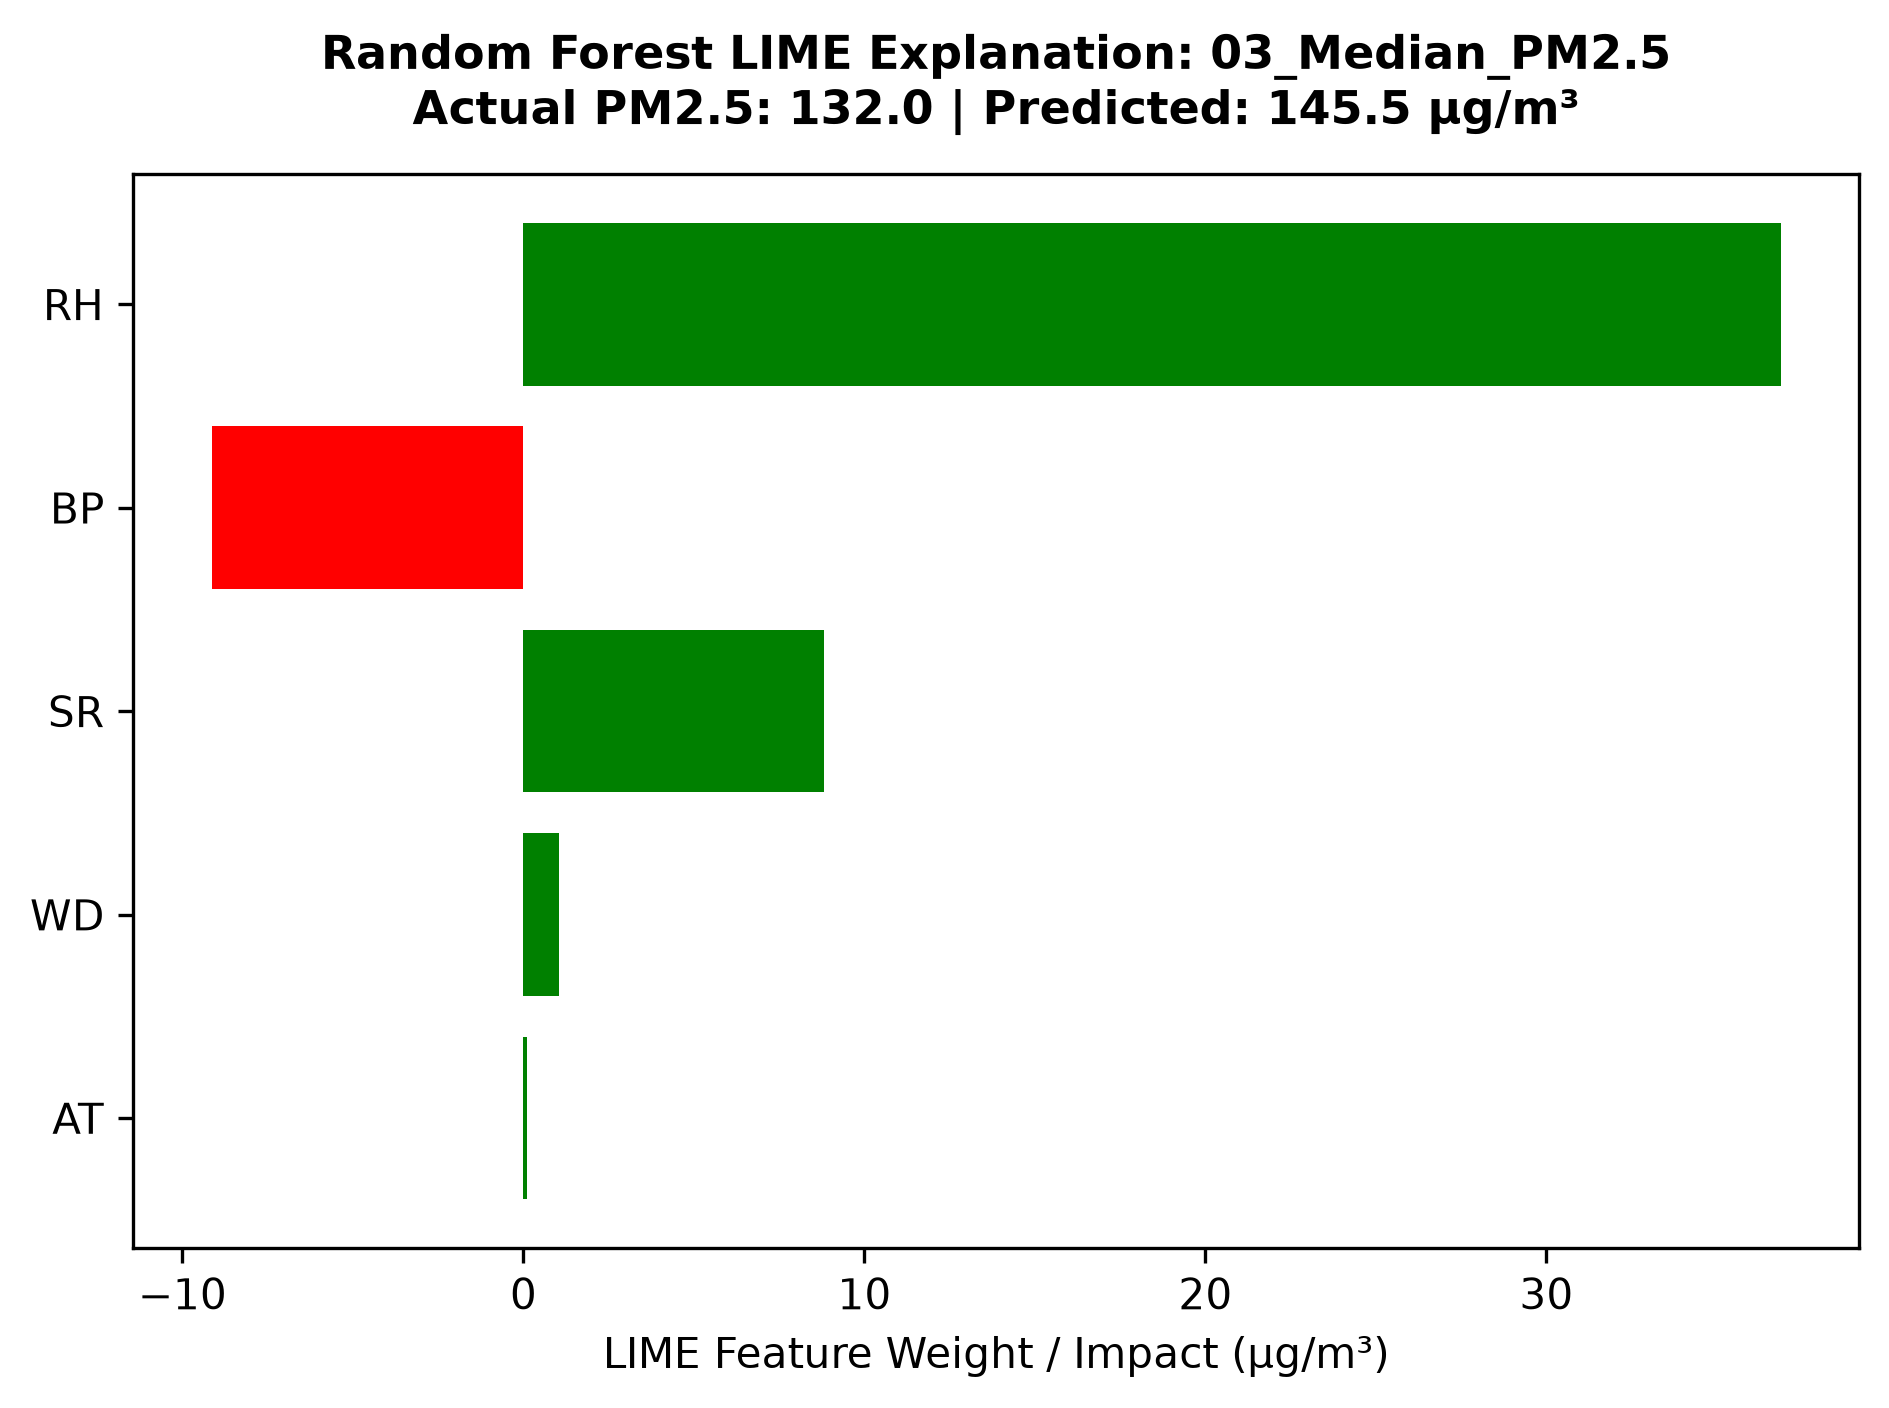 Random Forest LIME Explanation: 03_Median_PM2.5
Actual PM2.5: 132.0 | Predicted: 145.5 µg/m³
RH
BP
SR
WD
AT
−10 0 10 20 30
LIME Feature Weight / Impact (µg/m³)